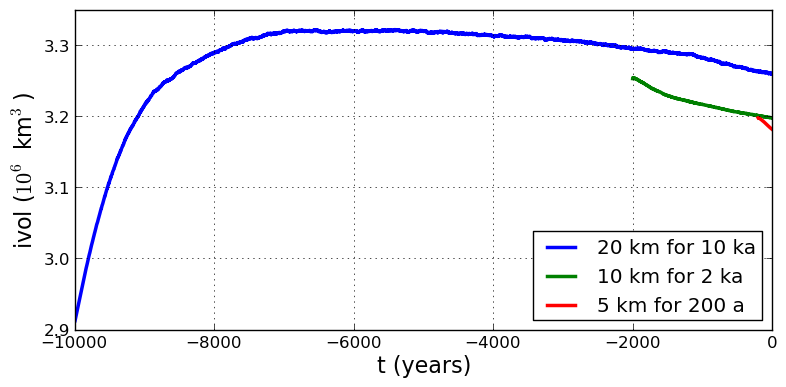 3.3
3.2
3.1
3.0
2.9
ivol (10^6 km^3 )
−10000 −8000 −6000 −4000 −2000 0
t (years)
20 km for 10 ka
10 km for 2 ka
5 km for 200 a